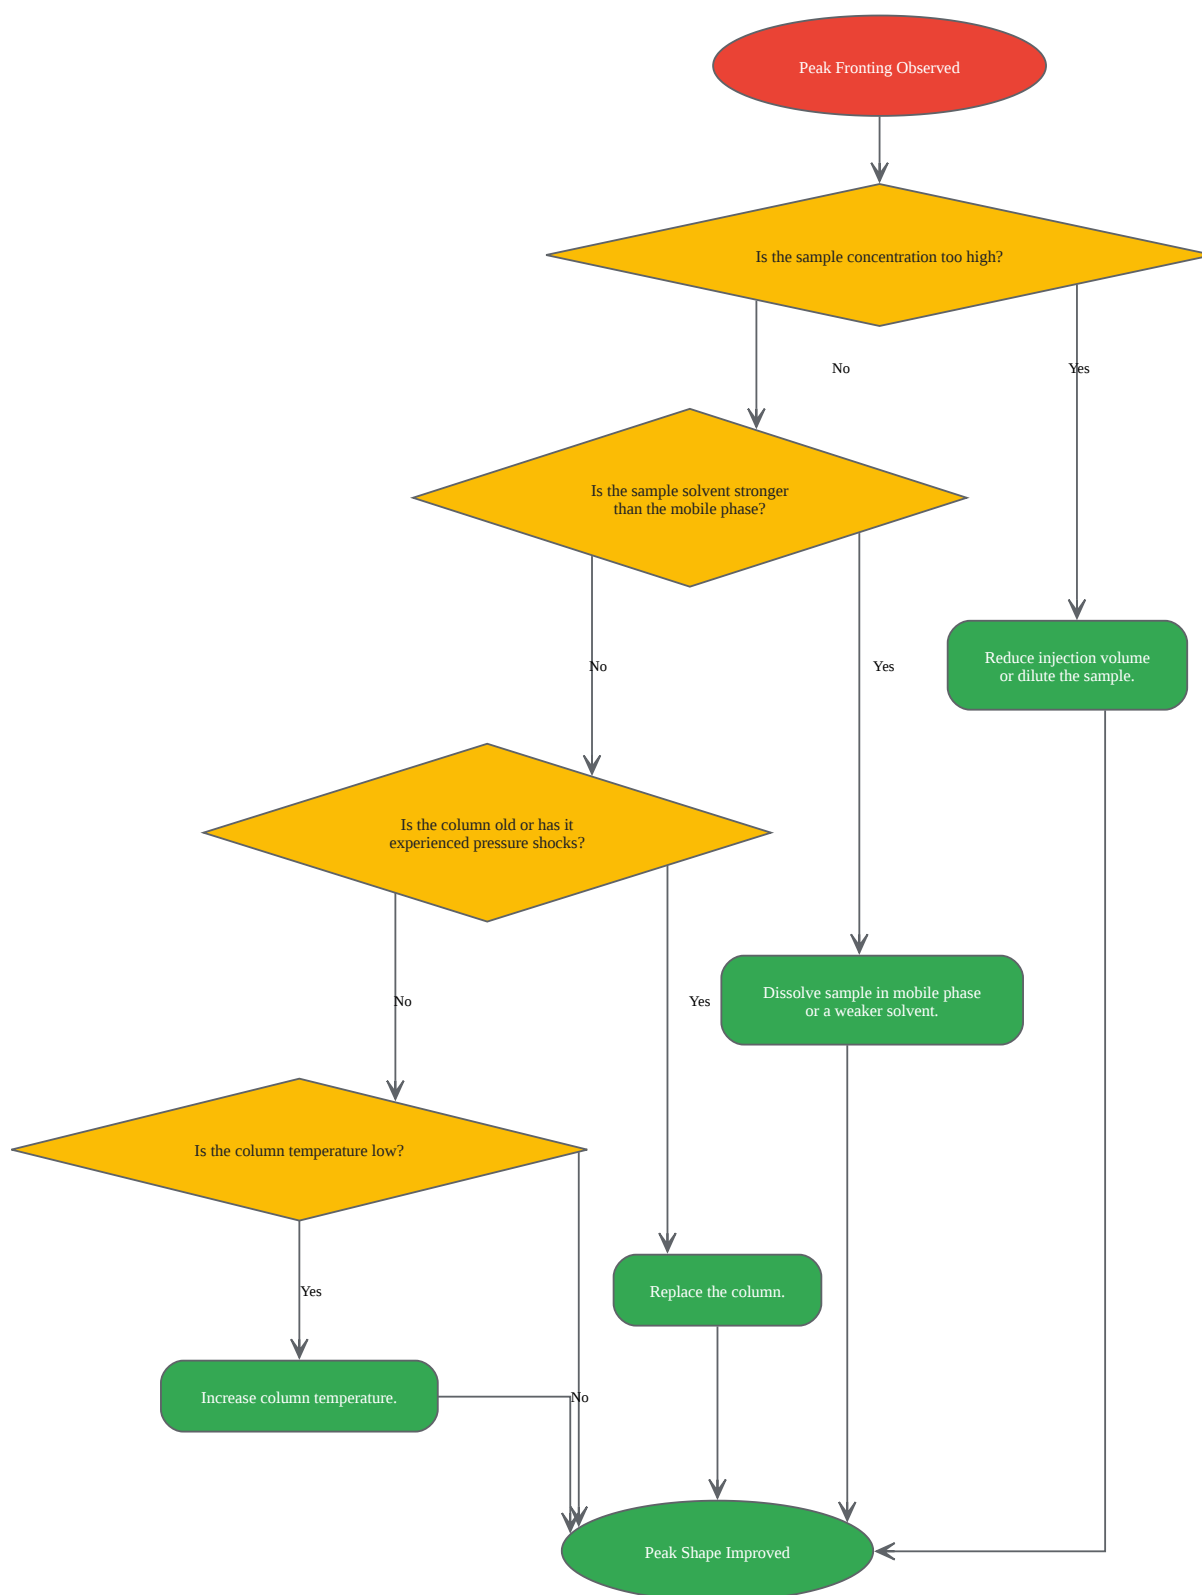 Peak Fronting Observed
Is the sample concentration too high?
No
Yes
Is the sample solvent stronger
than the mobile phase?
No
Yes
Reduce injection volume
or dilute the sample.
Is the column old or has it
experienced pressure shocks?
No
Yes
Dissolve sample in mobile phase
or a weaker solvent.
Is the column temperature low?
Yes
Replace the column.
Increase column temperature.
No
Peak Shape Improved